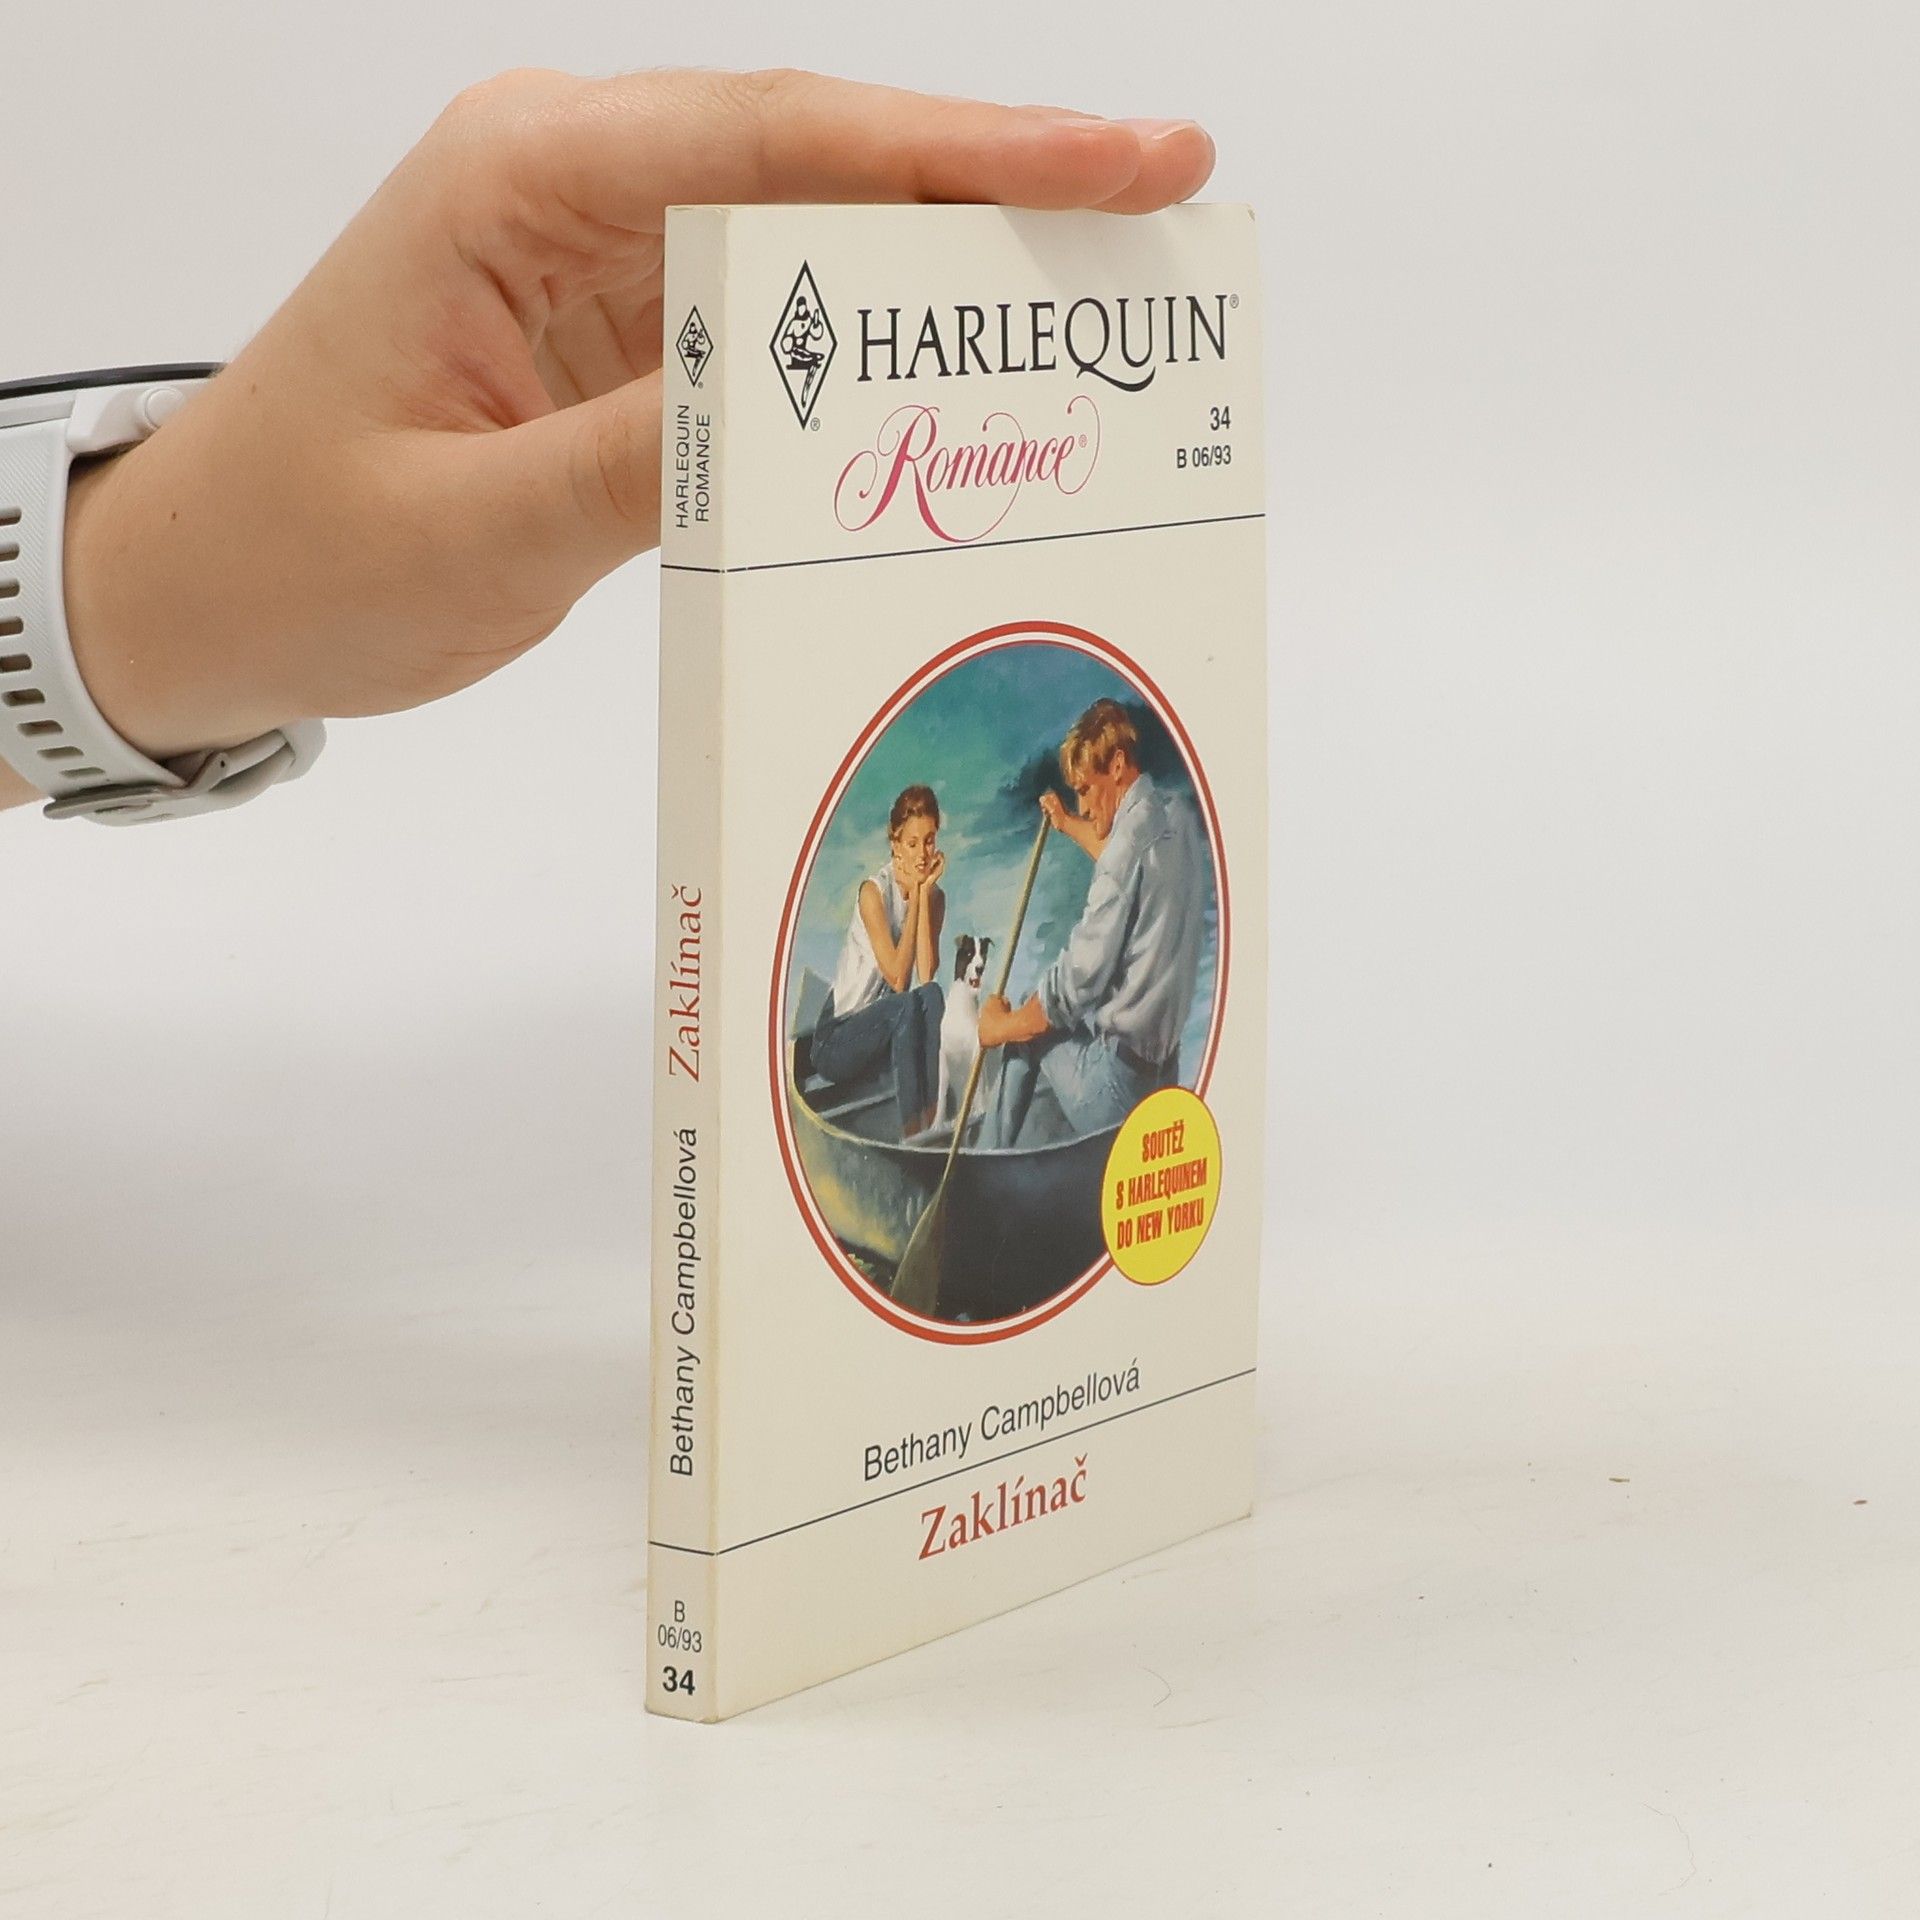 HARLEQUIN®
Romance®
34
B 06/93
SOUTĚŽ
S HARLEQUINEM
DO NEW YORKU
Bethany Campbellová
Zaklínač
®
HARLEQUIN
ROMANCE
®
Bethany Campbellová Zaklínač
B
06/93
34